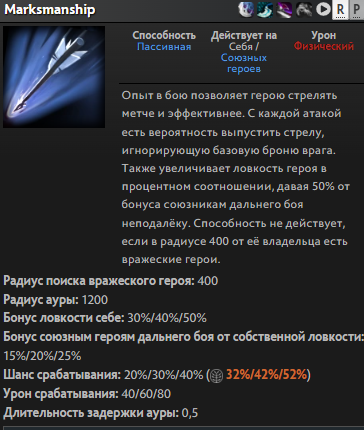 Marksmanship
R P
Способность
Пассивная
Действует на
Себя /
Союзных
героев
Урон
Физический
Опыт в бою позволяет герою стрелять
метче и эффективнее. С каждой атакой
есть вероятность выпустить стрелу,
игнорирующую базовую броню врага.
Также увеличивает ловкость героя в
процентном соотношении, давая 50% от
бонуса союзникам дальнего боя
неподалёку. Способность не действует,
если в радиусе 400 от её владельца есть
вражеские герои.
Радиус поиска вражеского героя: 400
Радиус ауры: 1200
Бонус ловкости себе: 30%/40%/50%
Бонус союзным героям дальнего боя от собственной ловкости:
15%/20%/25%
Шанс срабатывания: 20%/30%/40% (32%/42%/52%)
Урон срабатывания: 40/60/80
Длительность задержки ауры: 0,5